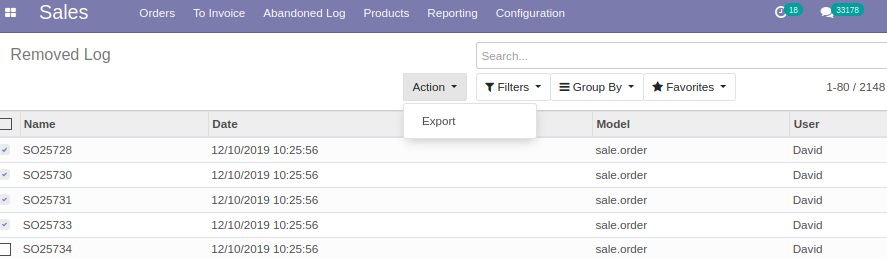 Sales Orders To Invoice Abandoned Log Products Reporting Configuration 18 33178
Removed Log
Search...
Action Filters Group By Favorites 1-80 / 2148
Export
Name Date Model User
SO25728 12/10/2019 10:25:56 sale.order David
SO25730 12/10/2019 10:25:56 sale.order David
SO25731 12/10/2019 10:25:56 sale.order David
SO25733 12/10/2019 10:25:56 sale.order David
SO25734 12/10/2019 10:25:56 sale.order David